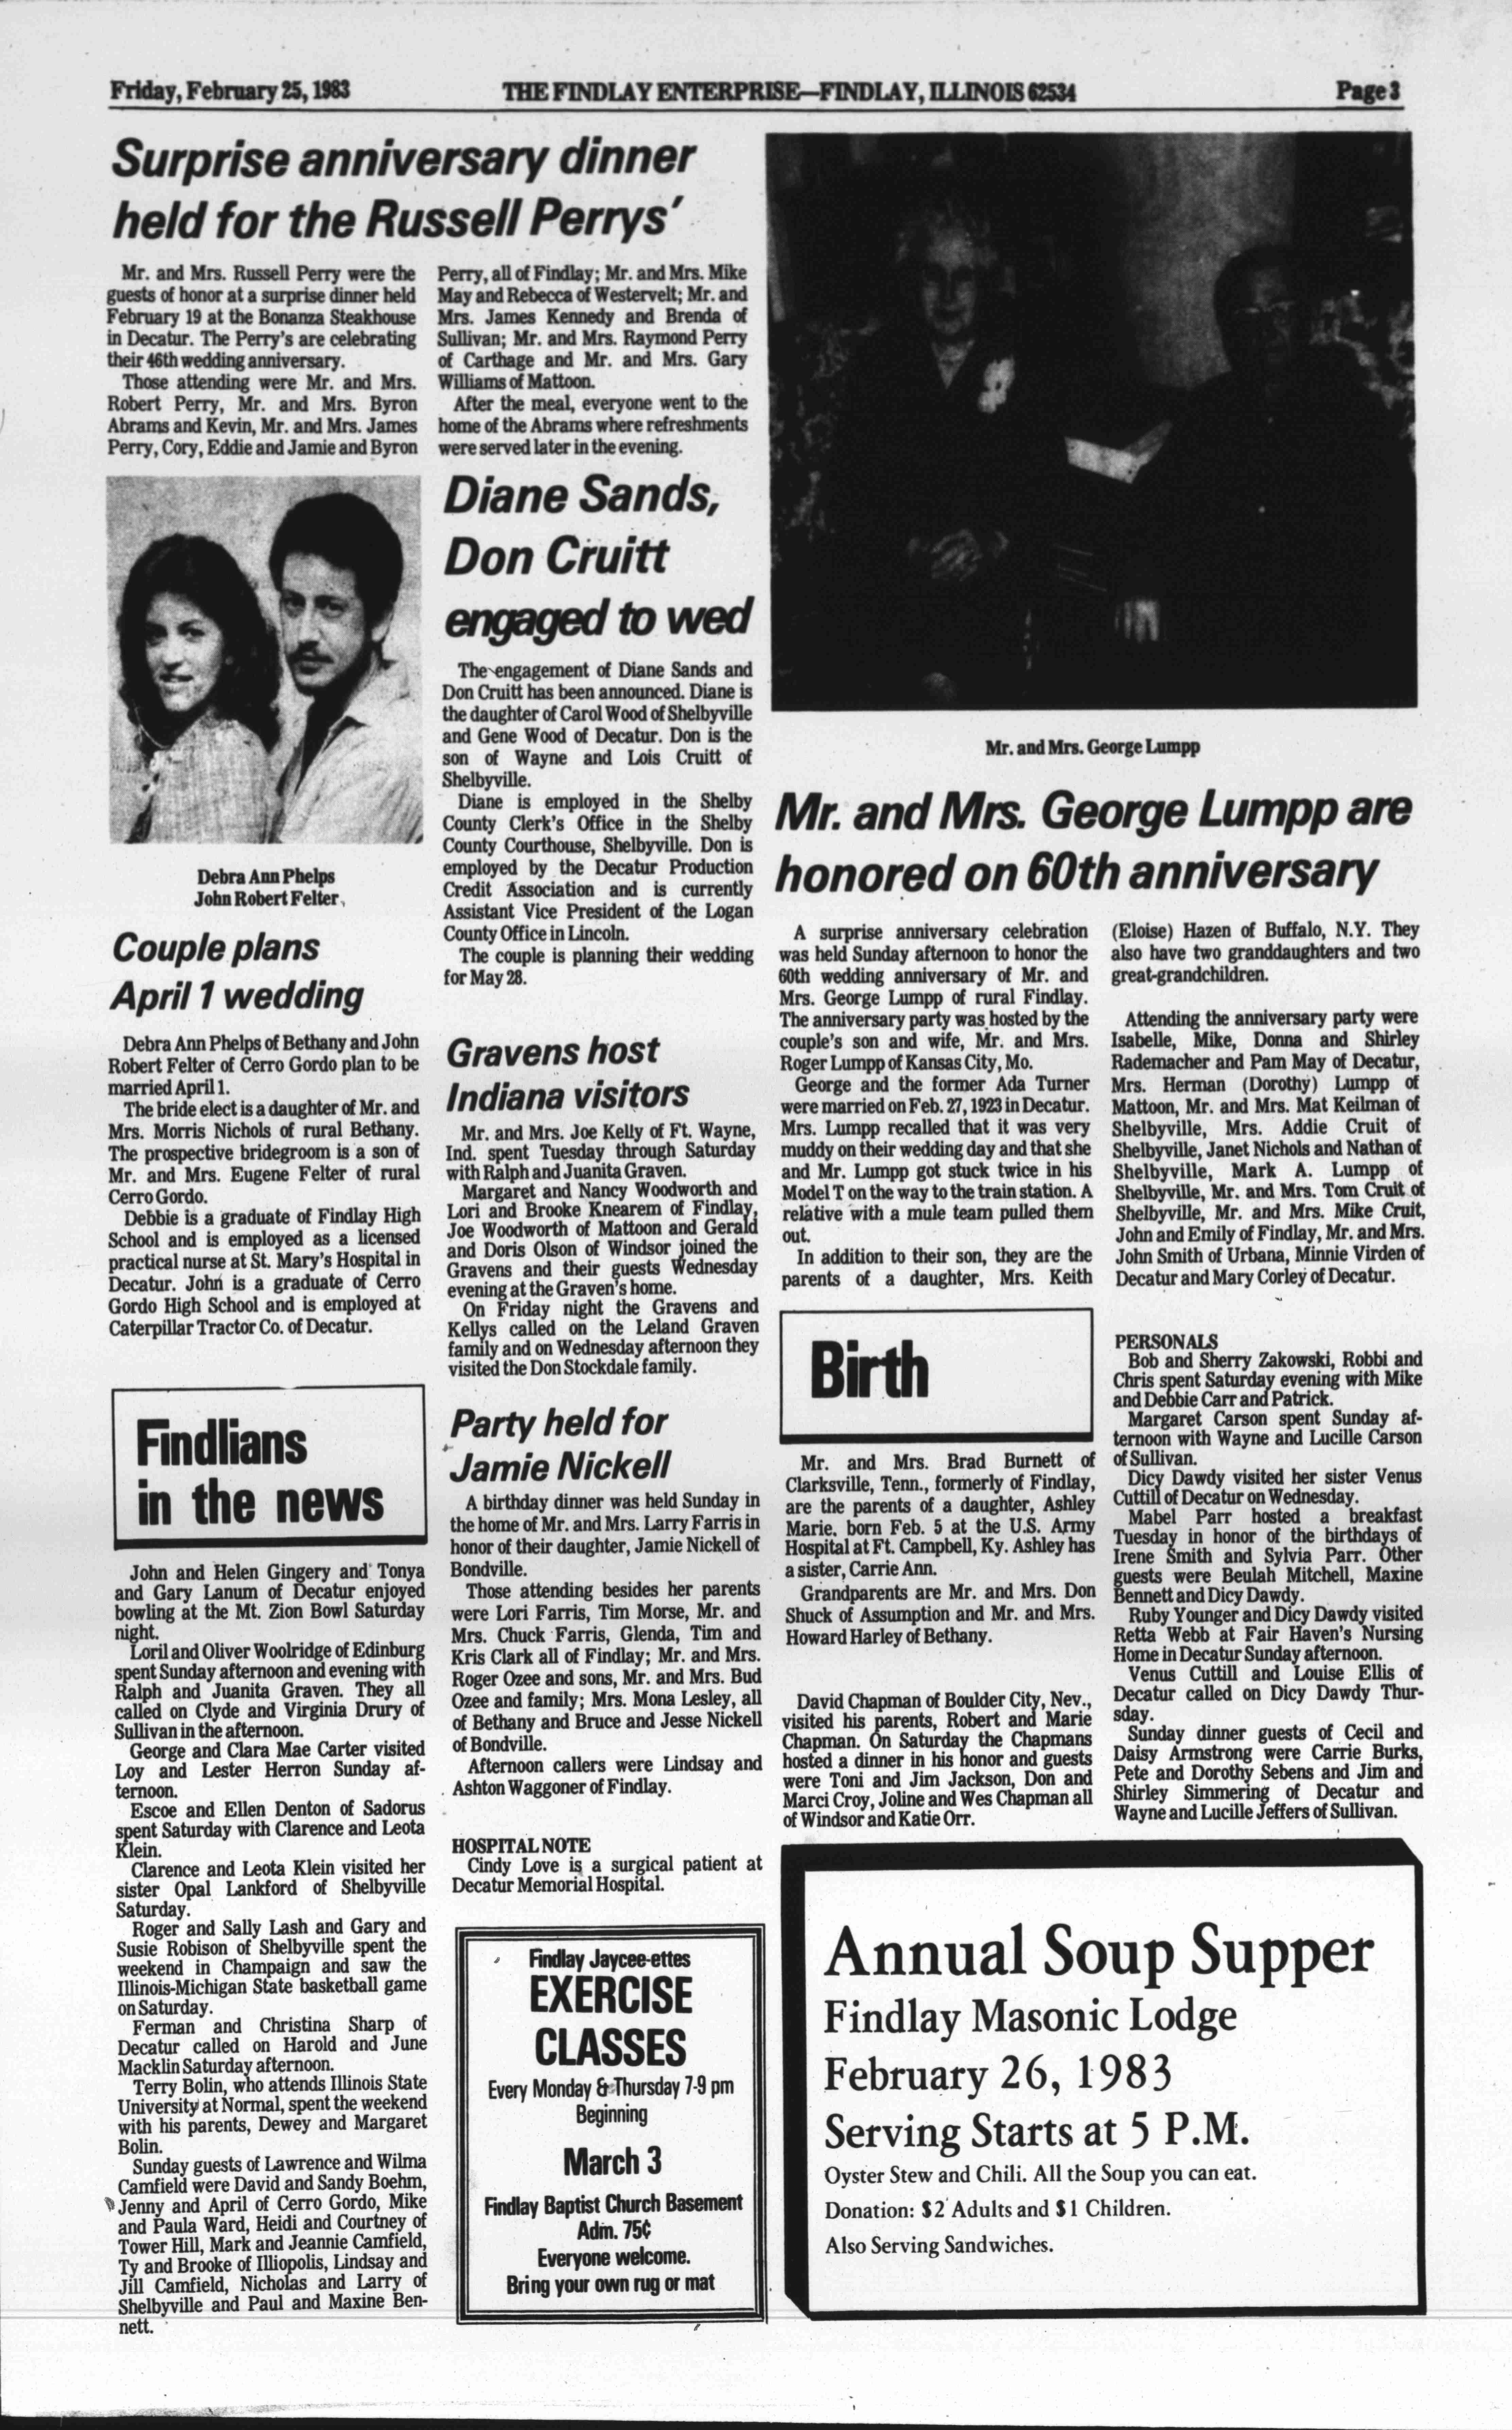 Friday, February 25, 1983
THE FINDLAY ENTERPRISE—FINDLAY, ILLINOIS 62534
Page 3
Surprise anniversary dinner
held for the Russell Perrys'
Mr. and Mrs. Russell Perry were the
guests of honor at a surprise dinner held
February 19 at the Bonanza Steakhouse
in Decatur. The Perry's are celebrating
their 46th wedding anniversary.
Those attending were Mr. and Mrs.
Robert Perry, Mr. and Mrs. Byron
Abrams and Kevin, Mr. and Mrs. James
Perry, Cory, Eddie and Jamie and Byron
Perry, all of Findlay; Mr. and Mrs. Mike
May and Rebecca of Westervelt; Mr. and
Mrs. James Kennedy and Brenda of
Sullivan; Mr. and Mrs. Raymond Perry
of Carthage and Mr. and Mrs. Gary
Williams of Mattoon.
After the meal, everyone went to the
home of the Abrams where refreshments
were served later in the evening.
Debra Ann Phelps
John Robert Felter
Couple plans
April 1 wedding
Debra Ann Phelps of Bethany and John
Robert Felter of Cerro Gordo plan to be
married April 1.
The bride elect is a daughter of Mr. and
Mrs. Morris Nichols of rural Bethany.
The prospective bridegroom is a son of
Mr. and Mrs. Eugene Felter of rural
Cerro Gordo.
Debbie is a graduate of Findlay High
School and is employed as a licensed
practical nurse at St. Mary's Hospital in
Decatur. John is a graduate of Cerro
Gordo High School and is employed at
Caterpillar Tractor Co. of Decatur.
Findlians
in the news
John and Helen Gingery and Tonya
and Gary Lanum of Decatur enjoyed
bowling at the Mt. Zion Bowl Saturday
night.
Loril and Oliver Woolridge of Edinburg
spent Sunday afternoon and evening with
Ralph and Juanita Graven. They all
called on Clyde and Virginia Drury of
Sullivan in the afternoon.
George and Clara Mae Carter visited
Loy and Lester Herron Sunday af-
ternoon.
Escoe and Ellen Denton of Sadorus
spent Saturday with Clarence and Leota
Klein.
Clarence and Leota Klein visited her
sister Opal Lankford of Shelbyville
Saturday.
Roger and Sally Lash and Gary and
Susie Robison of Shelbyville spent the
weekend in Champaign and saw the
Illinois-Michigan State basketball game
on Saturday.
Ferman and Christina Sharp of
Decatur called on Harold and June
Macklin Saturday afternoon.
Terry Bolin, who attends Illinois State
University at Normal, spent the weekend
with his parents, Dewey and Margaret
Bolin.
Sunday guests of Lawrence and Wilma
Camfield were David and Sandy Boehm,
Jenny and April of Cerro Gordo, Mike
and Paula Ward, Heidi and Courtney of
Tower Hill, Mark and Jeannie Camfield,
Ty and Brooke of Illiopolis, Lindsay and
Jill Camfield, Nicholas and Larry of
Shelbyville and Paul and Maxine Ben-
nett.
Diane Sands,
Don Cruitt
engaged to wed
The engagement of Diane Sands and
Don Cruitt has been announced. Diane is
the daughter of Carol Wood of Shelbyville
and Gene Wood of Decatur. Don is the
son of Wayne and Lois Cruitt of
Shelbyville.
Diane is employed in the Shelby
County Clerk's Office in the Shelby
County Courthouse, Shelbyville. Don is
employed by the Decatur Production
Credit Association and is currently
Assistant Vice President of the Logan
County Office in Lincoln.
The couple is planning their wedding
for May 28.
Gravens host
Indiana visitors
Mr. and Mrs. Joe Kelly of Ft. Wayne,
Ind. spent Tuesday through Saturday
with Ralph and Juanita Graven.
Margaret and Nancy Woodworth and
Lori and Brooke Knearem of Findlay,
Joe Woodworth of Mattoon and Gerald
and Doris Olson of Windsor joined the
Gravens and their guests Wednesday
evening at the Graven's home.
On Friday night the Gravens and
Kellys called on the Leland Graven
family and on Wednesday afternoon they
visited the Don Stockdale family.
Party held for
Jamie Nickell
A birthday dinner was held Sunday in
the home of Mr. and Mrs. Larry Farris in
honor of their daughter, Jamie Nickell of
Bondville.
Those attending besides her parents
were Lori Farris, Tim Morse, Mr. and
Mrs. Chuck Farris, Glenda, Tim and
Kris Clark all of Findlay; Mr. and Mrs.
Roger Ozee and sons, Mr. and Mrs. Bud
Ozee and family; Mrs. Mona Lesley, all
of Bethany and Bruce and Jesse Nickell
of Bondville.
Afternoon callers were Lindsay and
Ashton Waggoner of Findlay.
HOSPITAL NOTE
Cindy Love is a surgical patient at
Decatur Memorial Hospital.
Findlay Jaycee-ettes
EXERCISE
CLASSES
Every Monday & Thursday 7-9 pm
Beginning
March 3
Findlay Baptist Church Basement
Adm. 75¢
Everyone welcome.
Bring your own rug or mat
Mr. and Mrs. George Lumpp
Mr. and Mrs. George Lumpp are
honored on 60th anniversary
A surprise anniversary celebration
was held Sunday afternoon to honor the
60th wedding anniversary of Mr. and
Mrs. George Lumpp of rural Findlay.
The anniversary party was hosted by the
couple's son and wife, Mr. and Mrs.
Roger Lumpp of Kansas City, Mo.
George and the former Ada Turner
were married on Feb. 27, 1923 in Decatur.
Mrs. Lumpp recalled that it was very
muddy on their wedding day and that she
and Mr. Lumpp got stuck twice in his
Model T on the way to the train station. A
relative with a mule team pulled them
out.
In addition to their son, they are the
parents of a daughter, Mrs. Keith
(Eloise) Hazen of Buffalo, N.Y. They
also have two granddaughters and two
great-grandchildren.
Attending the anniversary party were
Isabelle, Mike, Donna and Shirley
Rademacher and Pam May of Decatur,
Mrs. Herman (Dorothy) Lumpp of
Mattoon, Mr. and Mrs. Mat Keilman of
Shelbyville, Mrs. Addie Cruit of
Shelbyville, Janet Nichols and Nathan of
Shelbyville, Mark A. Lumpp of
Shelbyville, Mr. and Mrs. Tom Cruit of
Shelbyville, Mr. and Mrs. Mike Cruit,
John and Emily of Findlay, Mr. and Mrs.
John Smith of Urbana, Minnie Virden of
Decatur and Mary Corley of Decatur.
Birth
Mr. and Mrs. Brad Burnett of
Clarksville, Tenn., formerly of Findlay,
are the parents of a daughter, Ashley
Marie, born Feb. 5 at the U.S. Army
Hospital at Ft. Campbell, Ky. Ashley has
a sister, Carrie Ann.
Grandparents are Mr. and Mrs. Don
Shuck of Assumption and Mr. and Mrs.
Howard Harley of Bethany.
David Chapman of Boulder City, Nev.,
visited his parents, Robert and Marie
Chapman. On Saturday the Chapmans
hosted a dinner in his honor and guests
were Toni and Jim Jackson, Don and
Marci Croy, Joline and Wes Chapman all
of Windsor and Katie Orr.
PERSONALS
Bob and Sherry Zakowski, Robbi and
Chris spent Saturday evening with Mike
and Debbie Carr and Patrick.
Margaret Carson spent Sunday af-
ternoon with Wayne and Lucille Carson
of Sullivan.
Dicy Dawdy visited her sister Venus
Cuttill of Decatur on Wednesday.
Mabel Parr hosted a breakfast
Tuesday in honor of the birthdays of
Irene Smith and Sylvia Parr. Other
guests were Beulah Mitchell, Maxine
Bennett and Dicy Dawdy.
Ruby Younger and Dicy Dawdy visited
Retta Webb at Fair Haven's Nursing
Home in Decatur Sunday afternoon.
Venus Cuttill and Louise Ellis of
Decatur called on Dicy Dawdy Thur-
sday.
Sunday dinner guests of Cecil and
Daisy Armstrong were Carrie Burks,
Pete and Dorothy Sebens and Jim and
Shirley Simmering of Decatur and
Wayne and Lucille Jeffers of Sullivan.
Annual Soup Supper
Findlay Masonic Lodge
February 26, 1983
Serving Starts at 5 P.M.
Oyster Stew and Chili. All the Soup you can eat.
Donation: $2 Adults and $1 Children.
Also Serving Sandwiches.